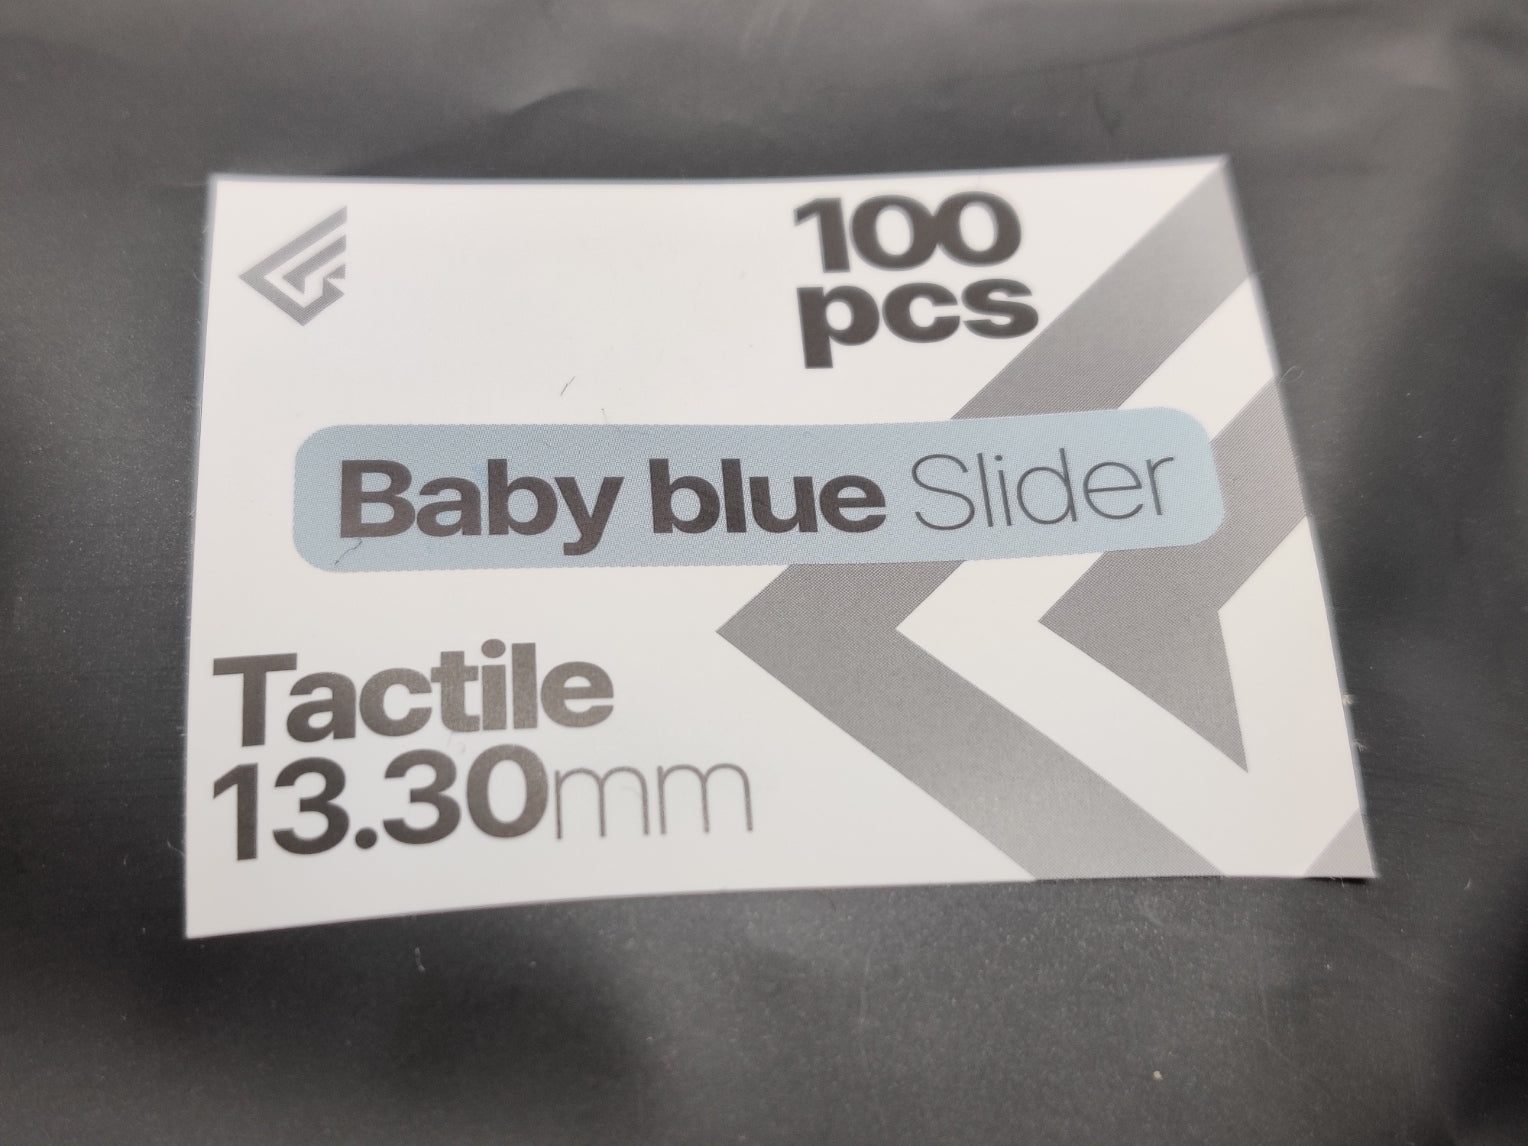 100
pcs
Baby blue Slider
Tactile
13.30mm